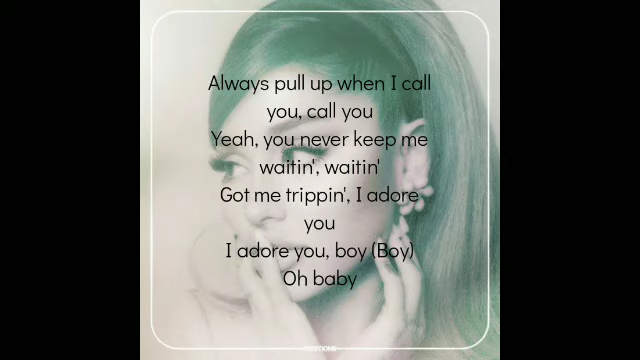 Always pull up when I call
you, call you
Yeah, you never keep me
waitin', waitin'
Got me trippin', I adore
you
I adore you, boy (Boy)
Oh baby